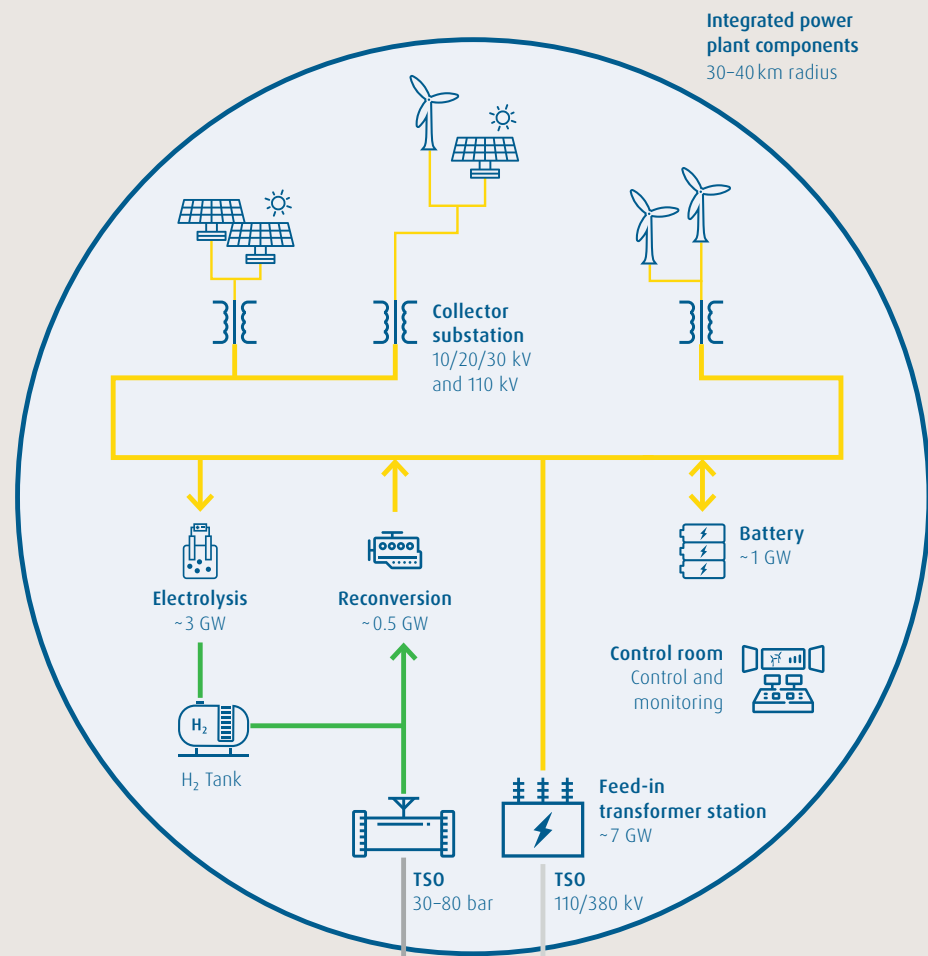 Integrated power
plant components
30–40 km radius
Collector
substation
10/20/30 kV
and 110 kV
Electrolysis
~3 GW
Reconversion
~0.5 GW
Battery
~1 GW
Control room
Control and
monitoring
H₂
H₂ Tank
Feed-in
transformer station
~7 GW
TSO
30–80 bar
TSO
110/380 kV